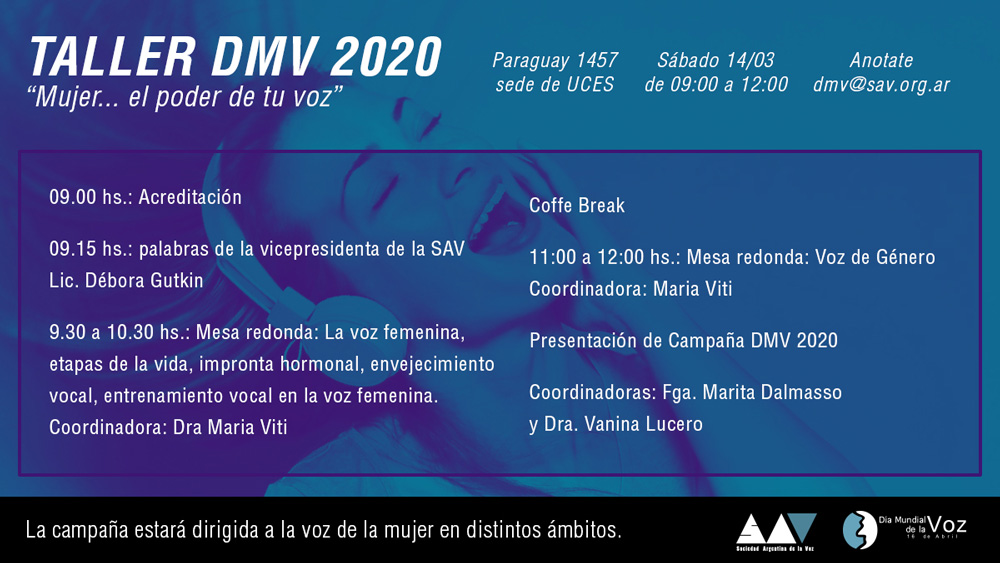 TALLER DMV 2020
“Mujer... el poder de tu voz”
Paraguay 1457
sede de UCES
Sábado 14/03
de 09:00 a 12:00
Anotate
dmv@sav.org.ar
09.00 hs.: Acreditación
09.15 hs.: palabras de la vicepresidenta de la SAV
Lic. Débora Gutkin
9.30 a 10.30 hs.: Mesa redonda: La voz femenina,
etapas de la vida, impronta hormonal, envejecimiento
vocal, entrenamiento vocal en la voz femenina.
Coordinadora: Dra Maria Viti
Coffe Break
11:00 a 12:00 hs.: Mesa redonda: Voz de Género
Coordinadora: Maria Viti
Presentación de Campaña DMV 2020
Coordinadoras: Fga. Marita Dalmasso
y Dra. Vanina Lucero
La campaña estará dirigida a la voz de la mujer en distintos ámbitos.
SAV
Sociedad Argentina de la Voz
Dia Mundial
de la Voz
16 de Abril